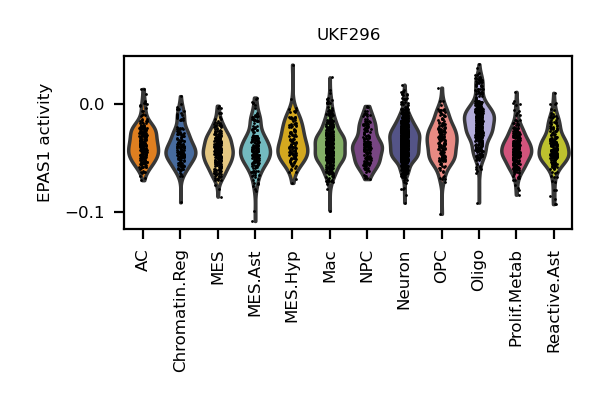 UKF296
EPAS1 activity
0.0
−0.1
AC
Chromatin.Reg
MES
MES.Ast
MES.Hyp
Mac
NPC
Neuron
OPC
Oligo
Prolif.Metab
Reactive.Ast